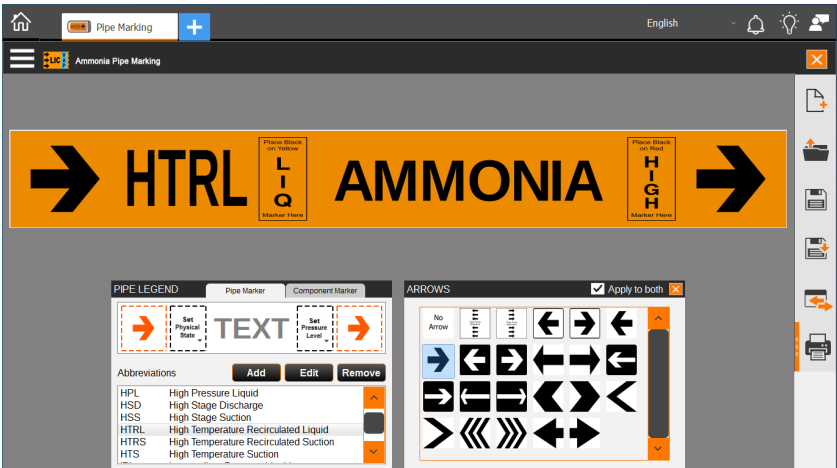 Pipe Marking
English
LIC
Ammonia Pipe Marking
HTRL
Place Black
on Yellow
L
I
Q
Marker Here
AMMONIA
Place Black
on Red
H
I
G
H
Marker Here
PIPE LEGEND
Pipe Marker
Component Marker
Set
Physical
State
TEXT
Set
Pressure
Level
Abbreviations
Add
Edit
Remove
HPL High Pressure Liquid
HSD High Stage Discharge
HSS High Stage Suction
HTRL High Temperature Recirculated Liquid
HTRS High Temperature Recirculated Suction
HTS High Temperature Suction
ARROWS
Apply to both
No
Arrow